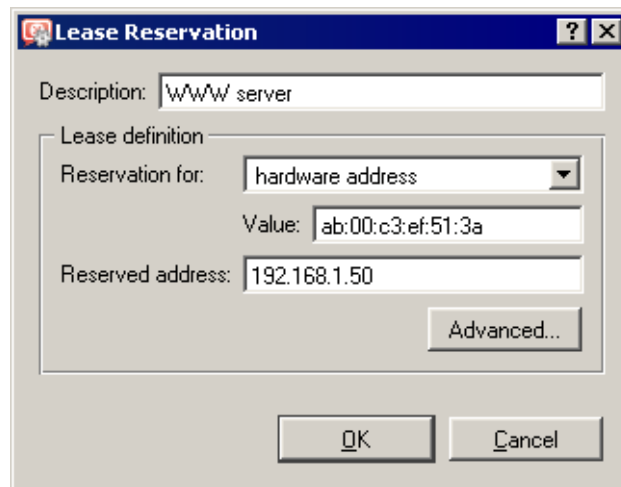 Lease Reservation
Description: WWW server
Lease definition
Reservation for: hardware address
Value: ab:00:c3:ef:51:3a
Reserved address: 192.168.1.50
Advanced...
OK Cancel